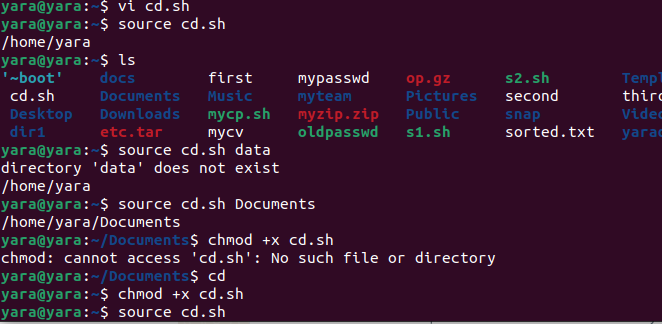 yara@yara:~$ vi cd.sh
yara@yara:~$ source cd.sh
/home/yara
yara@yara:~$ ls
'~boot' docs first mypasswd op.gz s2.sh
cd.sh Documents Music myteam Pictures second
Desktop Downloads mycp.sh myzip.zip Public snap
dir1 etc.tar mycv oldpasswd s1.sh sorted.txt
yara@yara:~$ source cd.sh data
directory 'data' does not exist
/home/yara
yara@yara:~$ source cd.sh Documents
/home/yara/Documents
yara@yara:~/Documents$ chmod +x cd.sh
chmod: cannot access 'cd.sh': No such file or directory
yara@yara:~/Documents$ cd
yara@yara:~$ chmod +x cd.sh
yara@yara:~$ source cd.sh